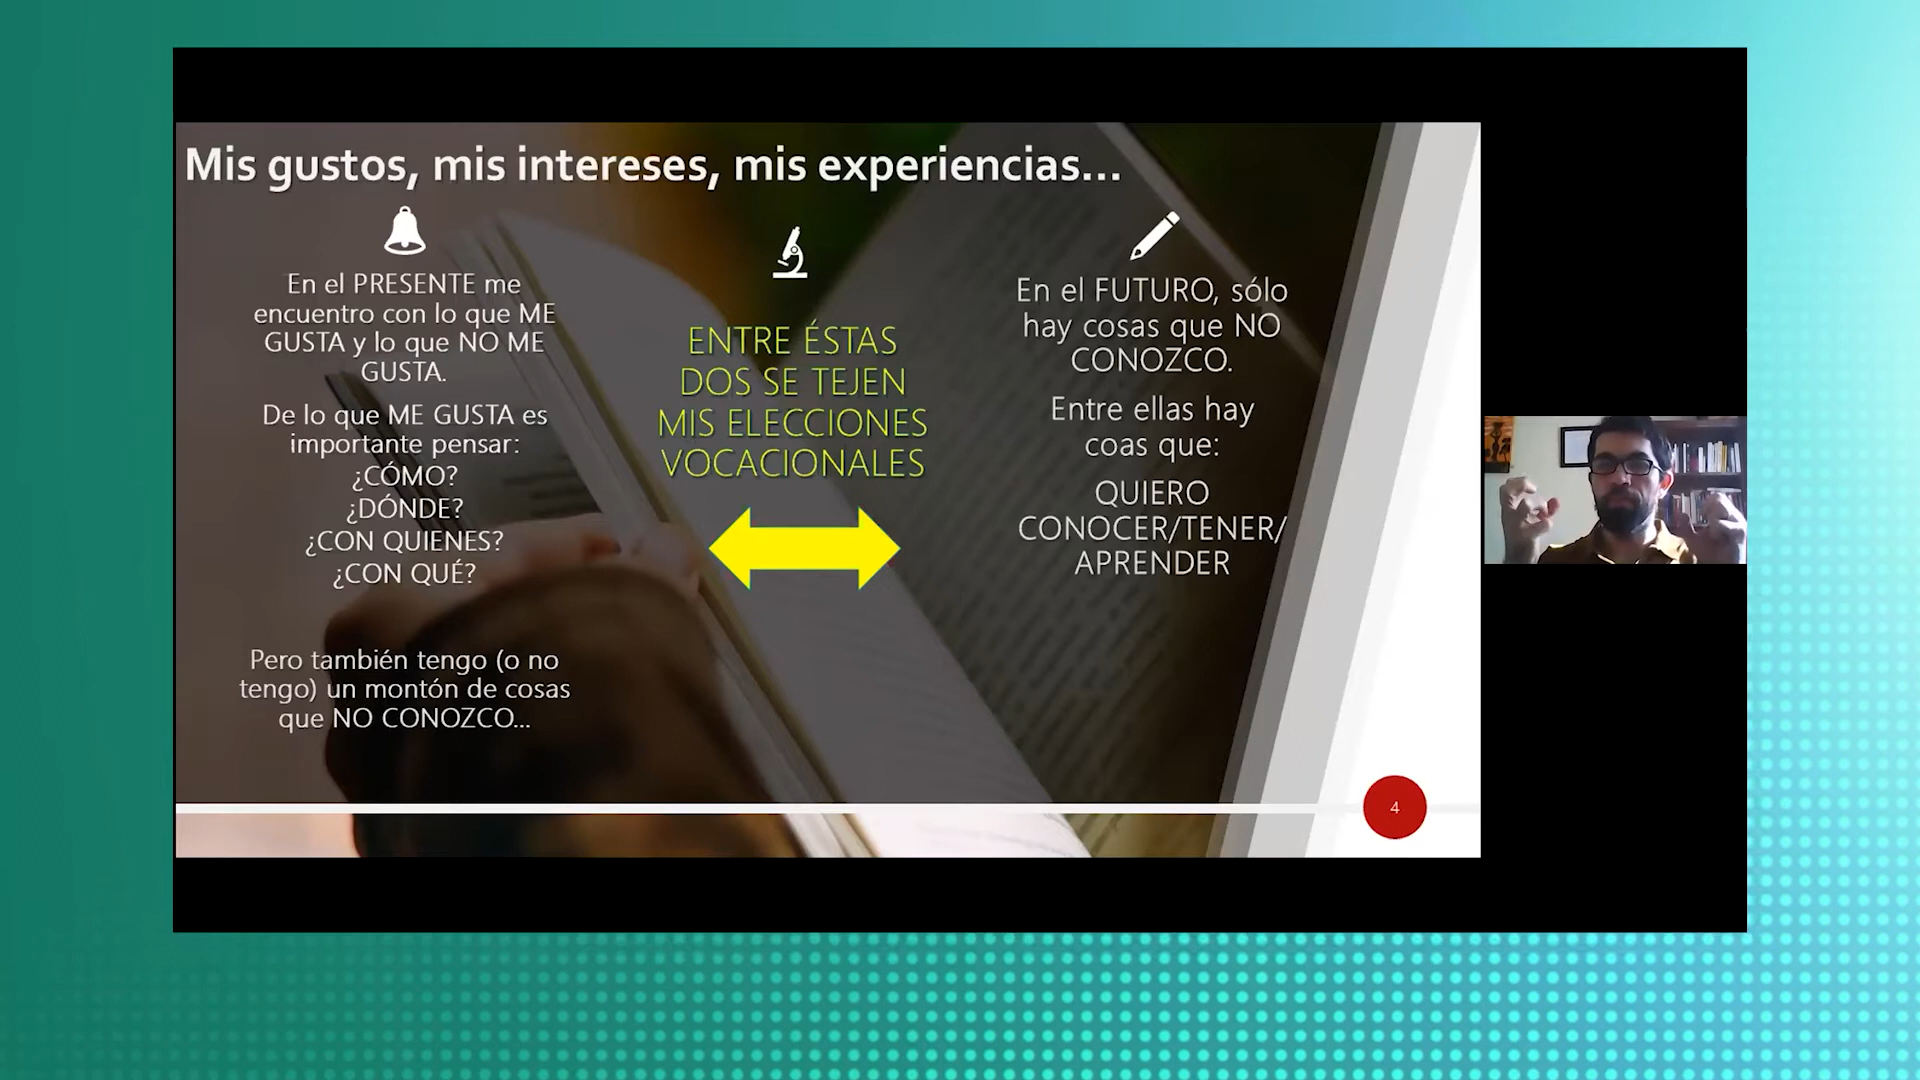 Mis gustos, mis intereses, mis experiencias...
En el PRESENTE me
encuentro con lo que ME
GUSTA y lo que NO ME
GUSTA.
De lo que ME GUSTA es
importante pensar:
¿CÓMO?
¿DÓNDE?
¿CON QUIENES?
¿CON QUÉ?
Pero también tengo (o no
tengo) un montón de cosas
que NO CONOZCO...
ENTRE ÉSTAS
DOS SE TEJEN
MIS ELECCIONES
VOCACIONALES
En el FUTURO, sólo
hay cosas que NO
CONOZCO.
Entre ellas hay
coas que:
QUIERO
CONOCER/TENER/
APRENDER
4